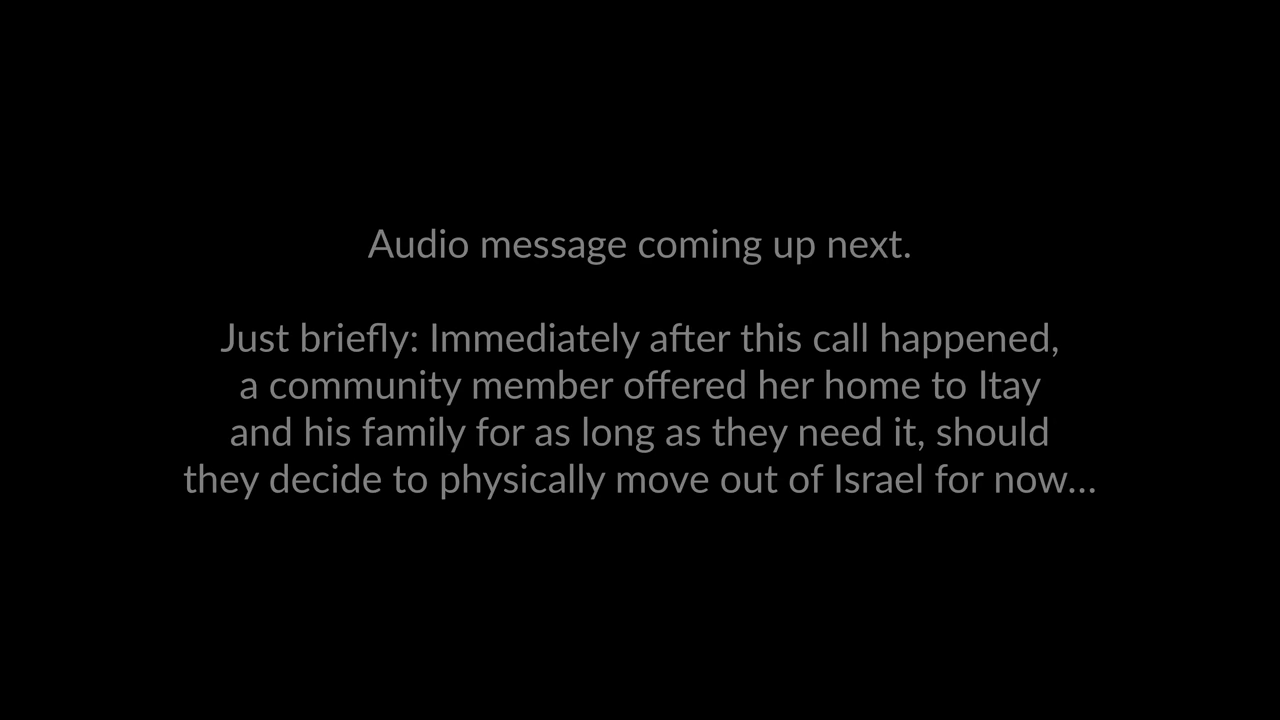 Audio message coming up next.
Just briefly: Immediately after this call happened,
a community member offered her home to Itay
and his family for as long as they need it, should
they decide to physically move out of Israel for now...